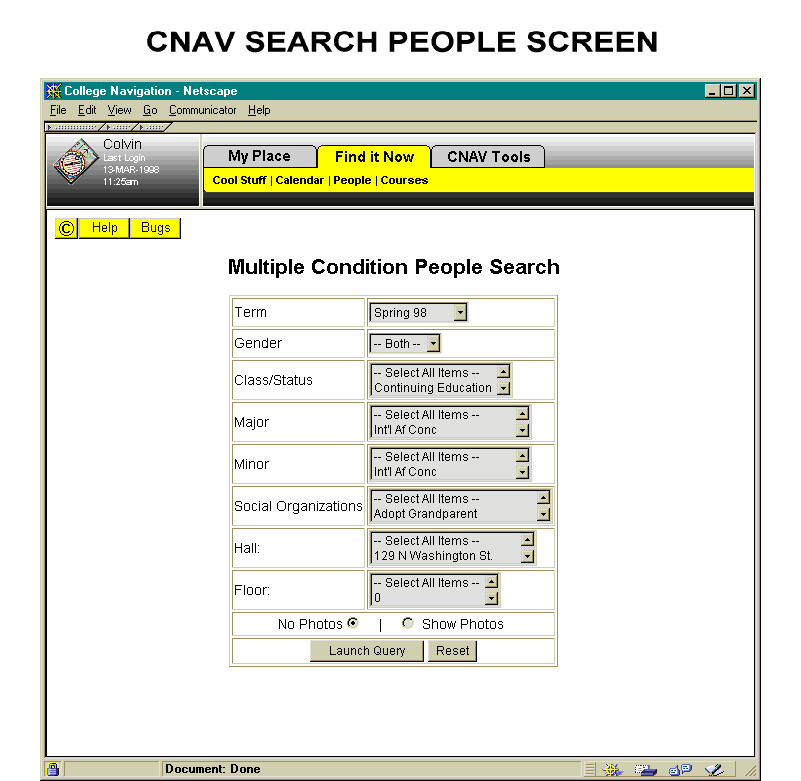 CNAV SEARCH PEOPLE SCREEN
College Navigation - Netscape
File Edit View Go Communicator Help
Colvin
Last Login
13-MAR-1998
11:25am
My Place Find it Now CNAV Tools
Cool Stuff | Calendar | People | Courses
© Help Bugs
Multiple Condition People Search
Term Spring 98
Gender -- Both --
Class/Status -- Select All Items --
Continuing Education
Major -- Select All Items --
Int'l Af Conc
Minor -- Select All Items --
Int'l Af Conc
Social Organizations -- Select All Items --
Adopt Grandparent
Hall: -- Select All Items --
129 N Washington St.
Floor: -- Select All Items --
0
No Photos | Show Photos
Launch Query Reset
Document: Done